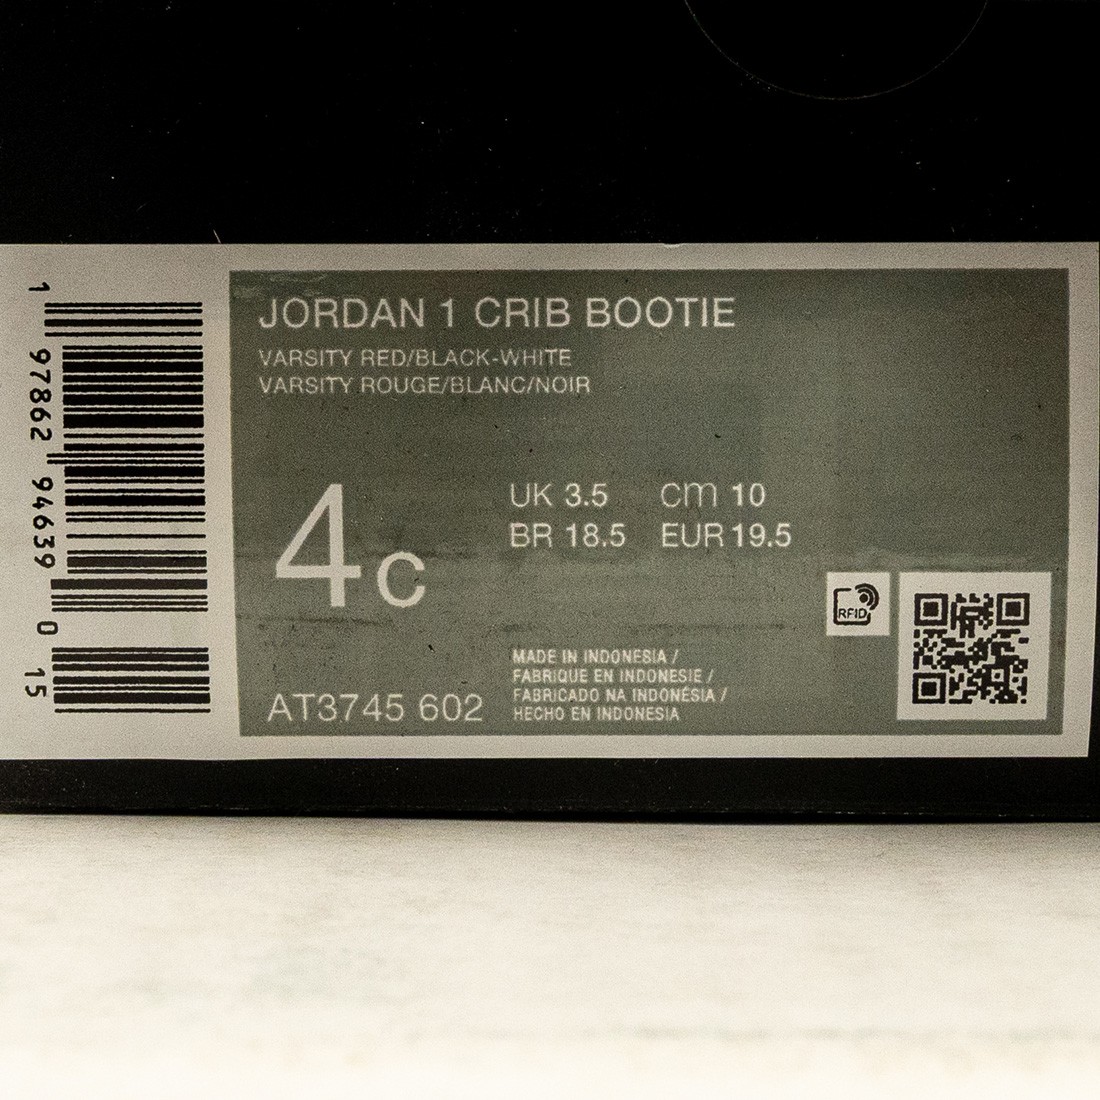 JORDAN 1 CRIB BOOTIE
VARSITY RED/BLACK-WHITE
VARSITY ROUGE/BLANC/NOIR
4c
UK 3.5 cm 10
BR 18.5 EUR 19.5
RFID
AT3745 602
MADE IN INDONESIA /
FABRIQUE EN INDONESIE /
FABRICADO NA INDONÉSIA /
HECHO EN INDONESIA
1 97862 94639 0 15